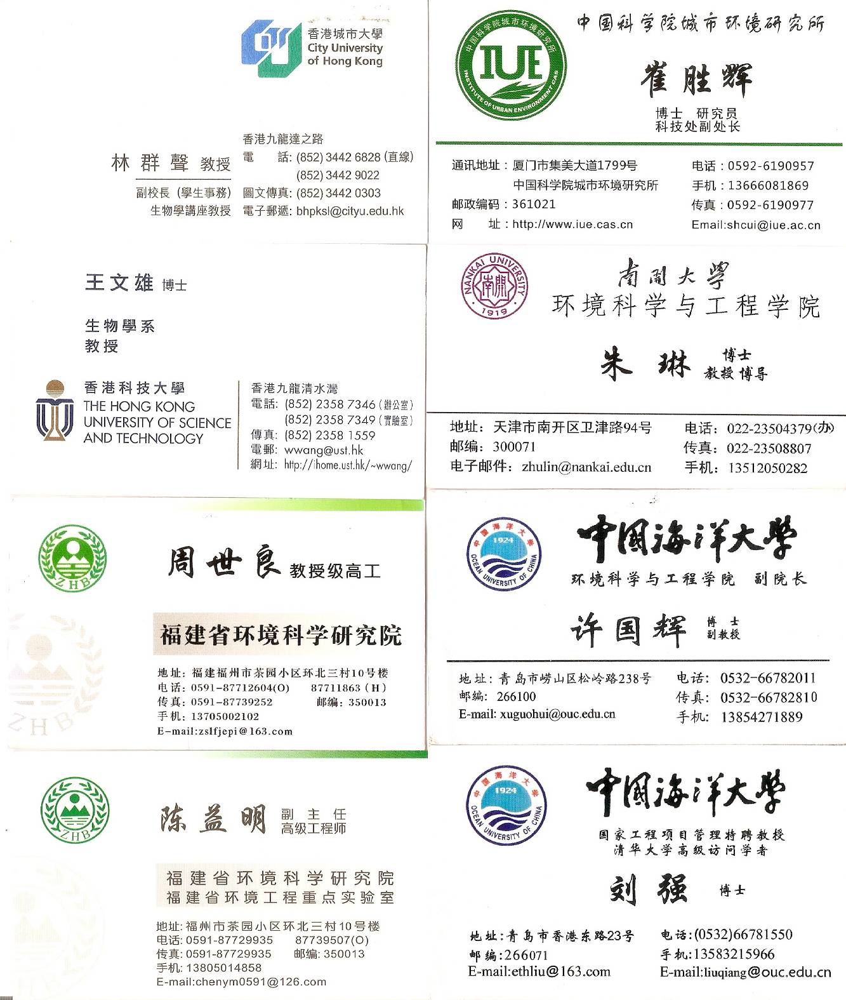 香港城市大學
City University
of Hong Kong
林 群 聲 教授
副校長 (學生事務)
生物學講座教授
香港九龍達之路
電　　話: (852) 3442 6828 (直線)
(852) 3442 9022
圖文傳真: (852) 3442 0303
電子郵遞: bhpksl@cityu.edu.hk
中国科学院城市环境研究所
IUE
INSTITUTE OF URBAN ENVIRONMENT CAS
中国科学院城市环境研究所
崔 胜 辉
博士　研究员
科技处副处长
通讯地址：厦门市集美大道1799号
中国科学院城市环境研究所
邮政编码：361021
网　　址：http://www.iue.cas.cn
电话：0592-6190957
手机：13666081869
传真：0592-6190977
Email:shcui@iue.ac.cn
王文雄 博士
生物學系
教授
香港科技大學
THE HONG KONG
UNIVERSITY OF SCIENCE
AND TECHNOLOGY
香港九龍清水灣
電話: (852) 2358 7346 (辦公室)
(852) 2358 7349 (實驗室)
傳真: (852) 2358 1559
電郵: wwang@ust.hk
網址: http://ihome.ust.hk/~wwang/
NANKAI UNIVERSITY
南開
1919
南開大學
环境科学与工程学院
朱 琳
博士
教授 博导
地址：天津市南开区卫津路94号
邮编：300071
电子邮件：zhulin@nankai.edu.cn
电话：022-23504379(办)
传真：022-23508807
手机：13512050282
ZHB
周世良 教授级高工
福建省环境科学研究院
ZHB
地址：福建福州市茶园小区环北三村10号楼
电话：0591-87712604(O)　87711863 (H)
传真：0591-87739252　邮编：350013
手机：13705002102
E-mail:zslfjepi@163.com
中国海洋大学
1924
OCEAN UNIVERSITY OF CHINA
中國海洋大學
环境科学与工程学院　副院长
许国辉
博 士
副教授
地址：青岛市崂山区松岭路238号
邮编: 266100
E-mail: xuguohui@ouc.edu.cn
电话: 0532-66782011
传真: 0532-66782810
手机: 13854271889
ZHB
陈益明
副 主 任
高级工程师
福建省环境科学研究院
福建省环境工程重点实验室
地址: 福州市茶园小区环北三村10号楼
电话: 0591-87729935　87739507(O)
传真: 0591-87729935　邮编: 350013
手机: 13805014858
E-mail:chenym0591@126.com
中国海洋大学
1924
OCEAN UNIVERSITY OF CHINA
中國海洋大學
国家工程项目管理特聘教授
清华大学高级访问学者
刘 强 博士
地址:青岛市香港东路23号
邮编:266071
E-mail:ethliu@163.com
电话:(0532)66781550
手机:13583215966
E-mail:liuqiang@ouc.edu.cn